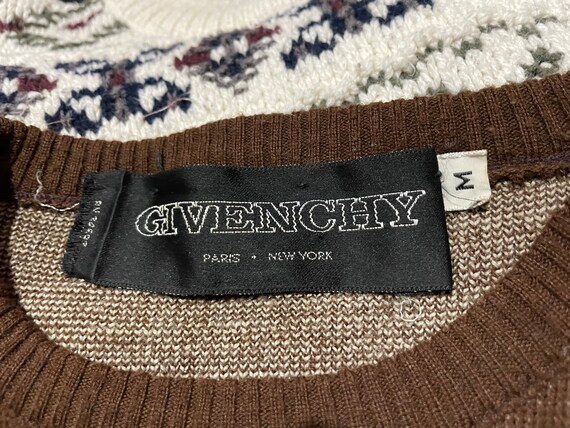 GIVENCHY
PARIS • NEW YORK
M